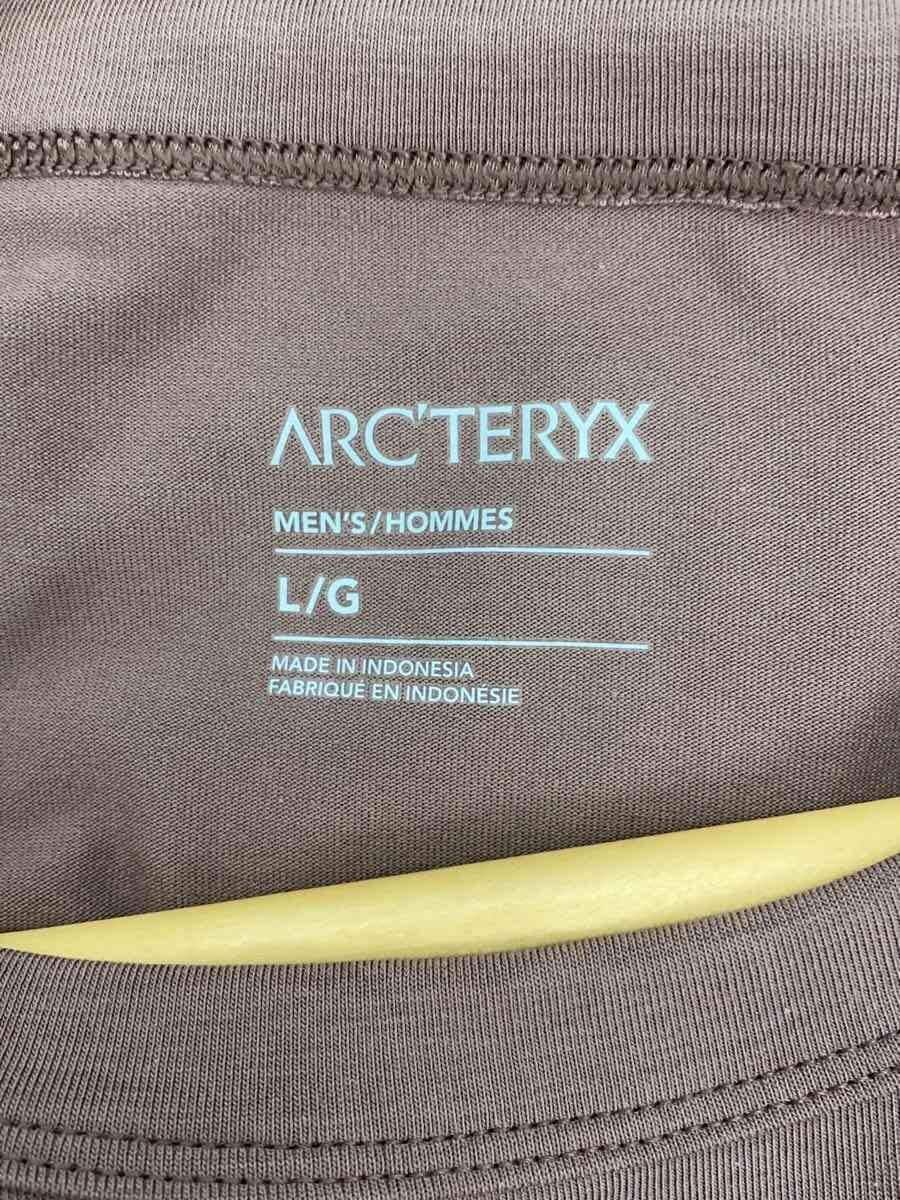 ARC'TERYX
MEN'S/HOMMES
L/G
MADE IN INDONESIA
FABRIQUÉ EN INDONÉSIE